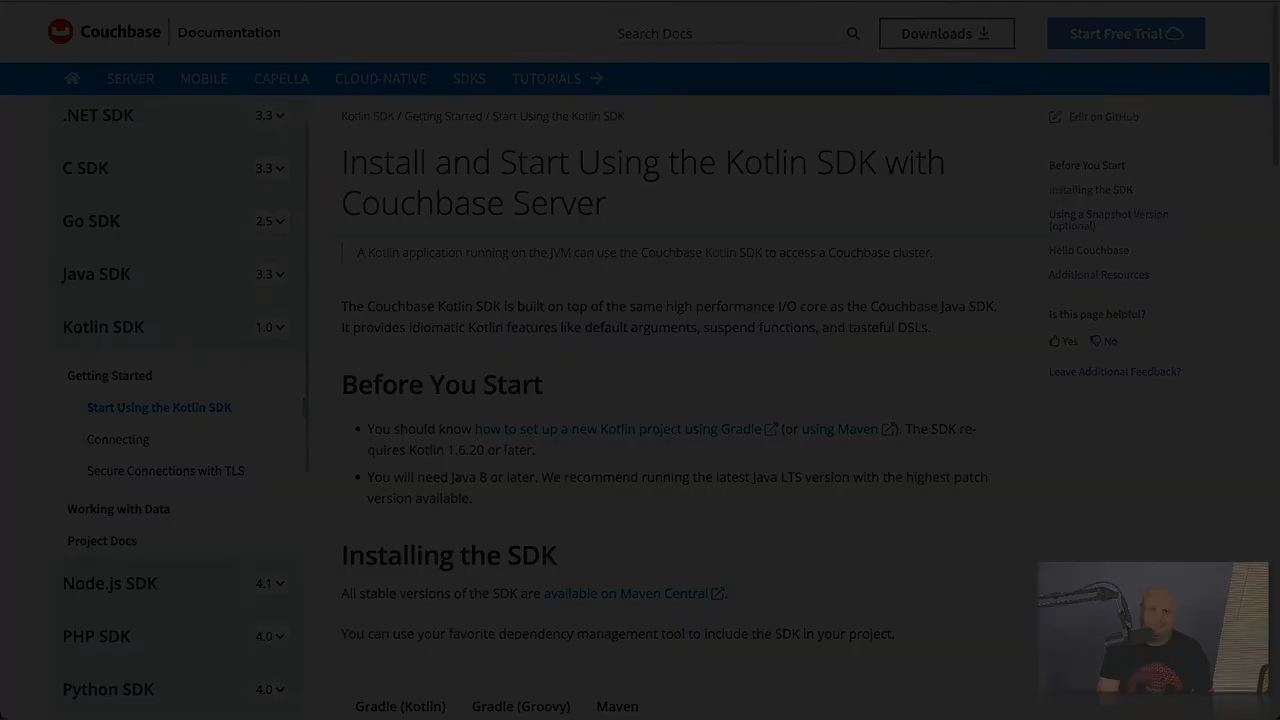 Couchbase Documentation
Search Docs
Downloads
Start Free Trial
SERVER MOBILE CAPELLA CLOUD-NATIVE SDKS TUTORIALS
.NET SDK 3.3
C SDK 3.3
Go SDK 2.5
Java SDK 3.3
Kotlin SDK 1.0
Getting Started
Start Using the Kotlin SDK
Connecting
Secure Connections with TLS
Working with Data
Project Docs
Node.js SDK 4.1
PHP SDK 4.0
Python SDK 4.0
Kotlin SDK / Getting Started / Start Using the Kotlin SDK
Install and Start Using the Kotlin SDK with
Couchbase Server
A Kotlin application running on the JVM can use the Couchbase Kotlin SDK to access a Couchbase cluster.
The Couchbase Kotlin SDK is built on top of the same high performance I/O core as the Couchbase Java SDK.
It provides idiomatic Kotlin features like default arguments, suspend functions, and tasteful DSLs.
Before You Start
• You should know how to set up a new Kotlin project using Gradle (or using Maven). The SDK re-
quires Kotlin 1.6.20 or later.
• You will need Java 8 or later. We recommend running the latest Java LTS version with the highest patch
version available.
Installing the SDK
All stable versions of the SDK are available on Maven Central.
You can use your favorite dependency management tool to include the SDK in your project.
Gradle (Kotlin) Gradle (Groovy) Maven
Edit on GitHub
Before You Start
Installing the SDK
Using a Snapshot Version
(optional)
Hello Couchbase
Additional Resources
Is this page helpful?
Yes No
Leave Additional Feedback?